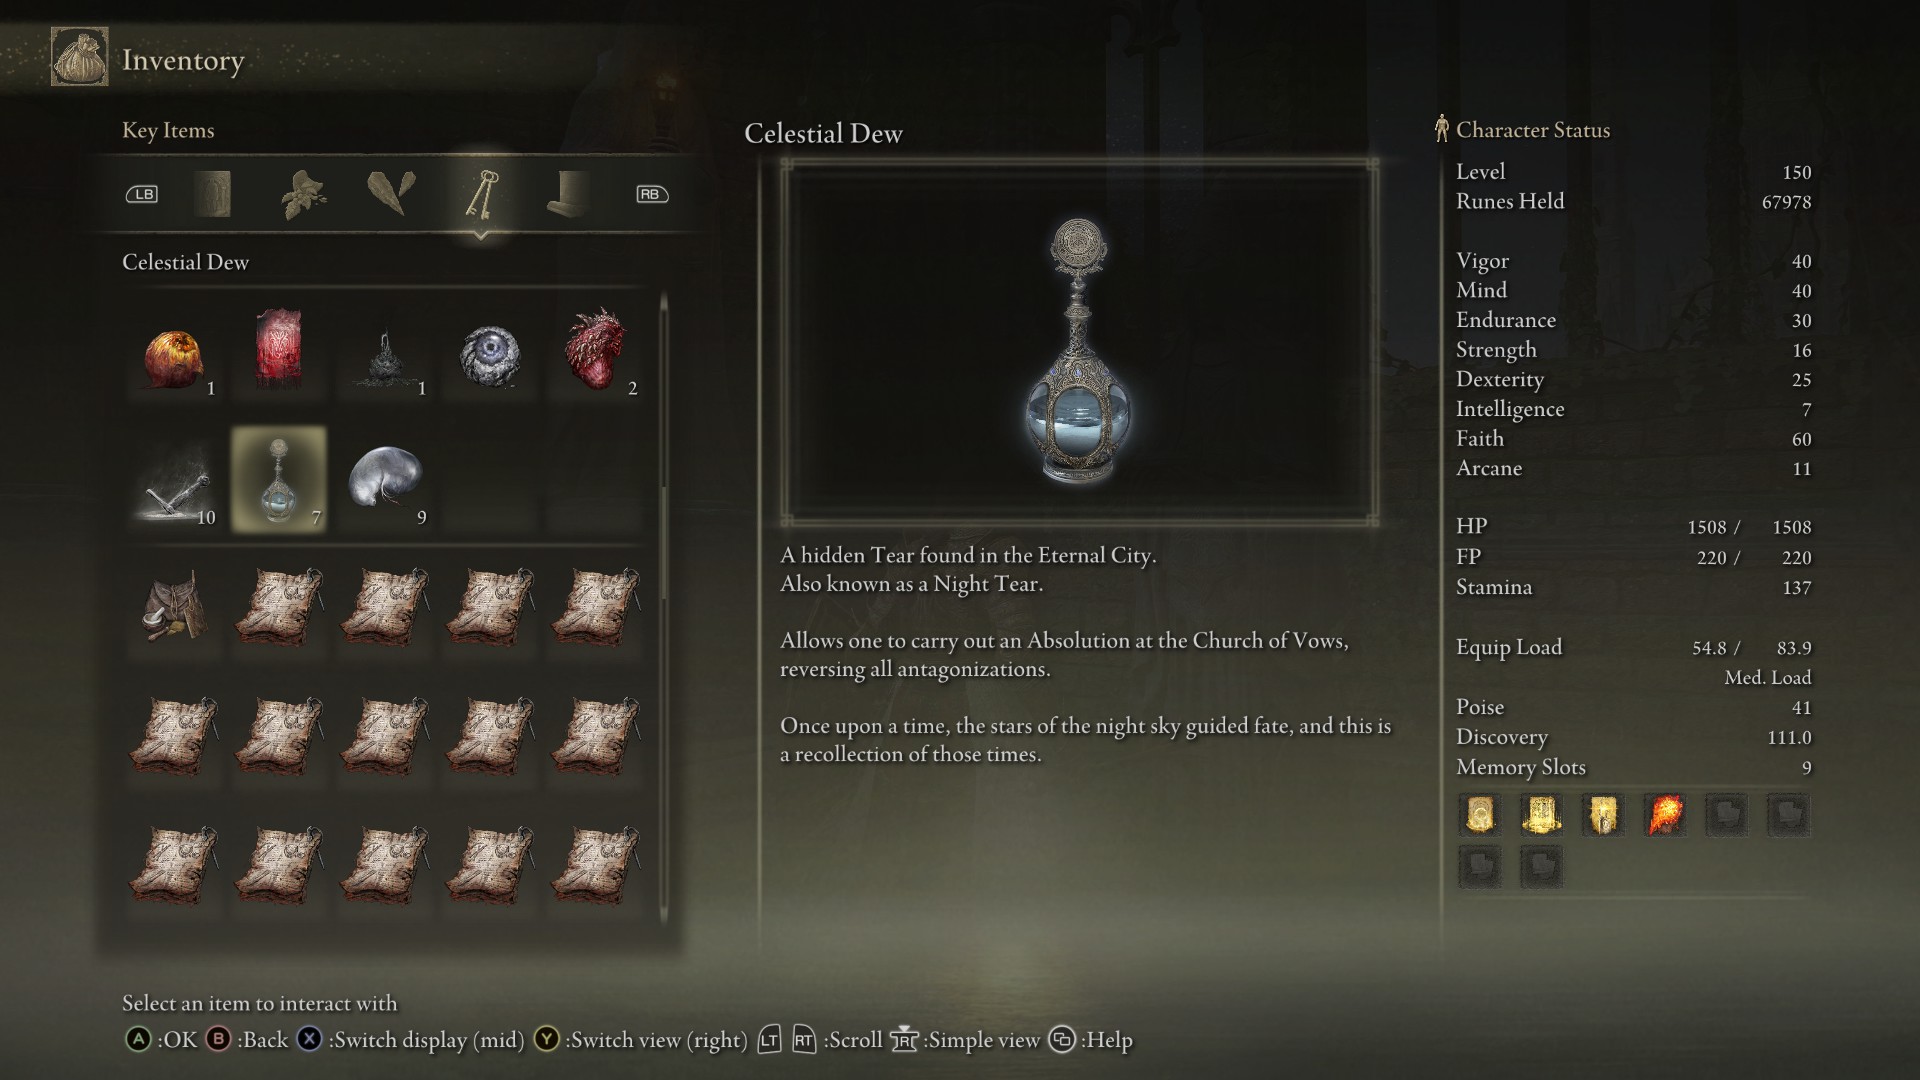 Inventory
Key Items
LB
RB
Celestial Dew
1
1
2
10
7
9
Celestial Dew
A hidden Tear found in the Eternal City.
Also known as a Night Tear.
Allows one to carry out an Absolution at the Church of Vows,
reversing all antagonizations.
Once upon a time, the stars of the night sky guided fate, and this is
a recollection of those times.
Character Status
Level 150
Runes Held 67978
Vigor 40
Mind 40
Endurance 30
Strength 16
Dexterity 25
Intelligence 7
Faith 60
Arcane 11
HP 1508 / 1508
FP 220 / 220
Stamina 137
Equip Load 54.8 / 83.9
Med. Load
Poise 41
Discovery 111.0
Memory Slots 9
Select an item to interact with
A :OK B :Back X :Switch display (mid) Y :Switch view (right) LT RT :Scroll R :Simple view :Help